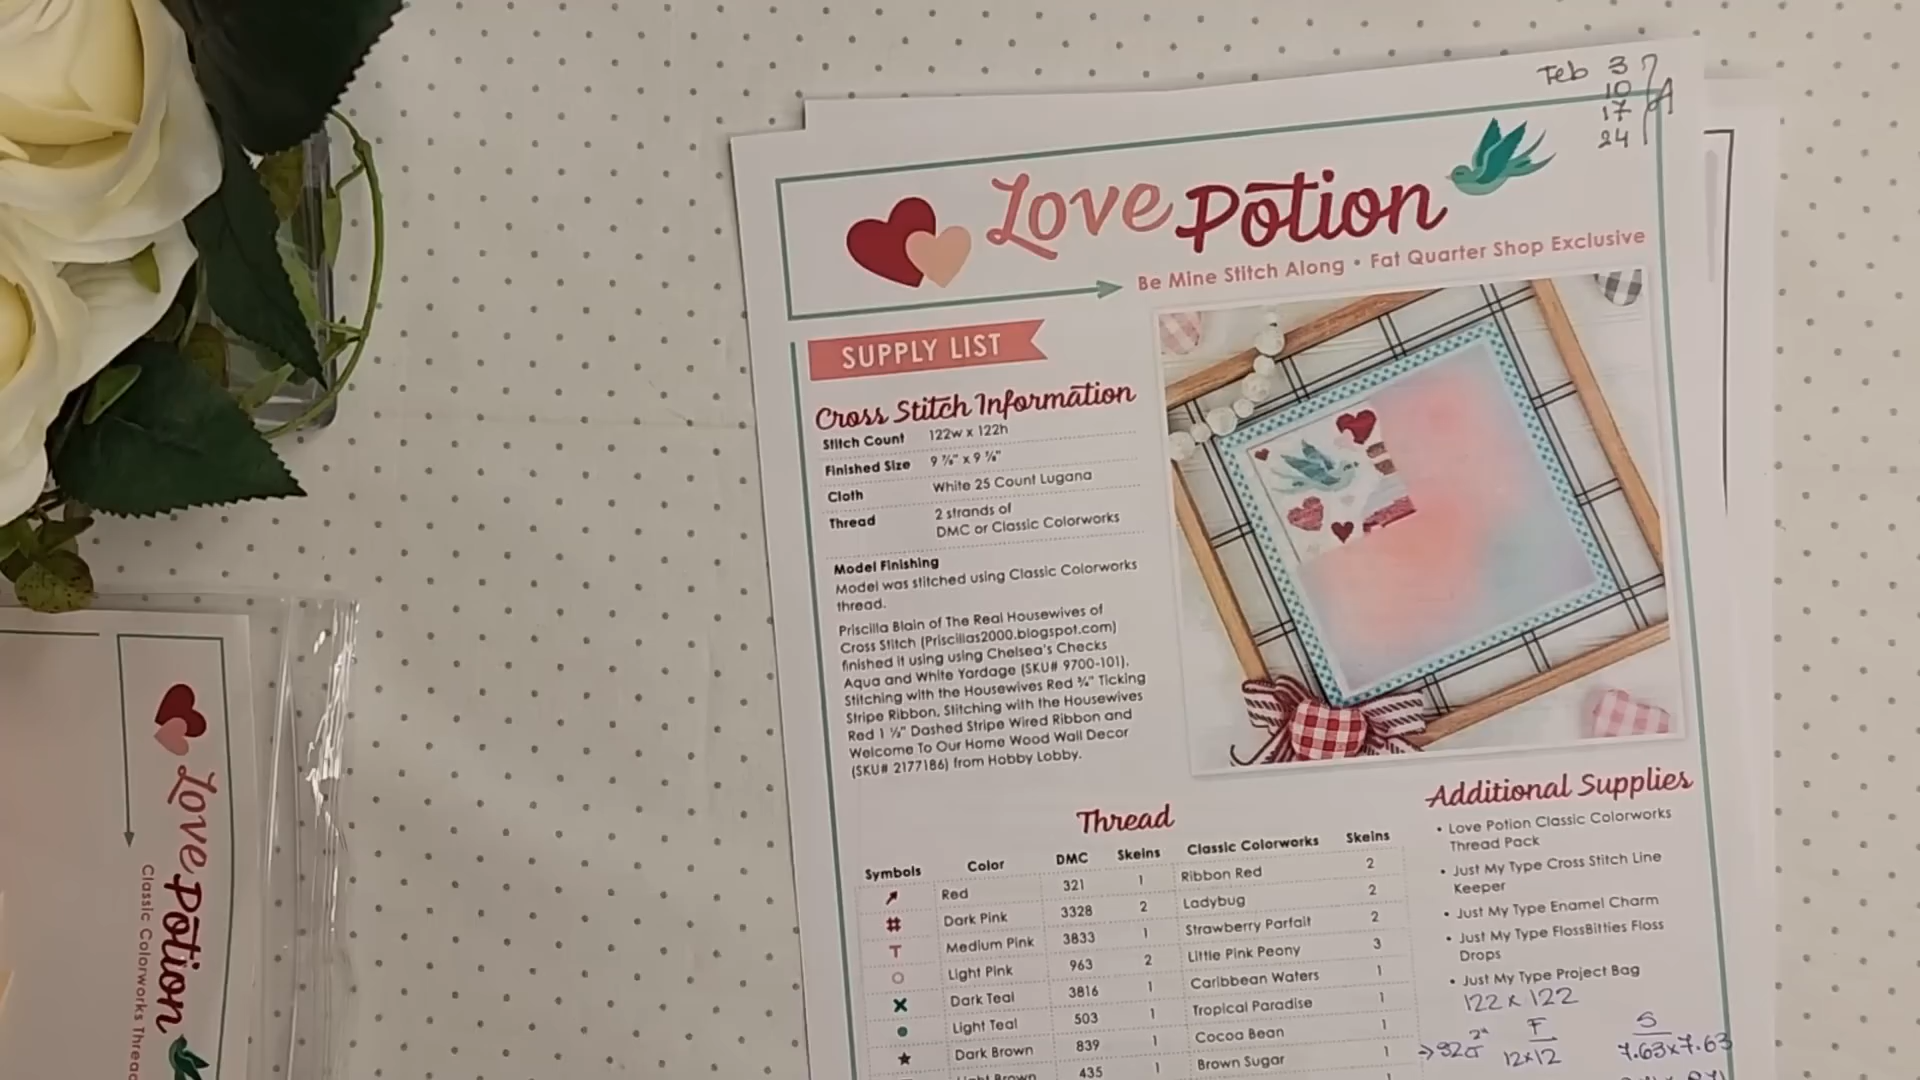 Feb 3
10
17
24
Love Potion
Be Mine Stitch Along • Fat Quarter Shop Exclusive
SUPPLY LIST
Cross Stitch Information
Stitch Count 122w x 122h
Finished Size 9 ⅞" x 9 ⅞"
Cloth White 25 Count Lugana
Thread 2 strands of
DMC or Classic Colorworks
Model Finishing
Model was stitched using Classic Colorworks
thread.
Priscilla Blain of The Real Housewives of
Cross Stitch (Priscillas2000.blogspot.com)
finished it using using Chelsea's Checks
Aqua and White Yardage (SKU# 9700-101),
Stitching with the Housewives Red ¾" Ticking
Stripe Ribbon, Stitching with the Housewives
Red 1 ½" Dashed Stripe Wired Ribbon and
Welcome To Our Home Wood Wall Decor
(SKU# 2177186) from Hobby Lobby.
Thread
Symbols Color DMC Skeins Classic Colorworks Skeins
Red 321 1 Ribbon Red 2
# Dark Pink 3328 2 Ladybug 2
T Medium Pink 3833 1 Strawberry Parfait 2
Light Pink 963 2 Little Pink Peony 3
Dark Teal 3816 1 Caribbean Waters 1
Light Teal 503 1 Tropical Paradise 1
★ Dark Brown 839 1 Cocoa Bean 1
Light Brown 435 1 Brown Sugar 1
Additional Supplies
• Love Potion Classic Colorworks
Thread Pack
• Just My Type Cross Stitch Line
Keeper
• Just My Type Enamel Charm
• Just My Type FlossBitties Floss
Drops
• Just My Type Project Bag
122 x 122
2" F S
12x12 7.63x7.63
Love Potion
Classic Colorworks Thread